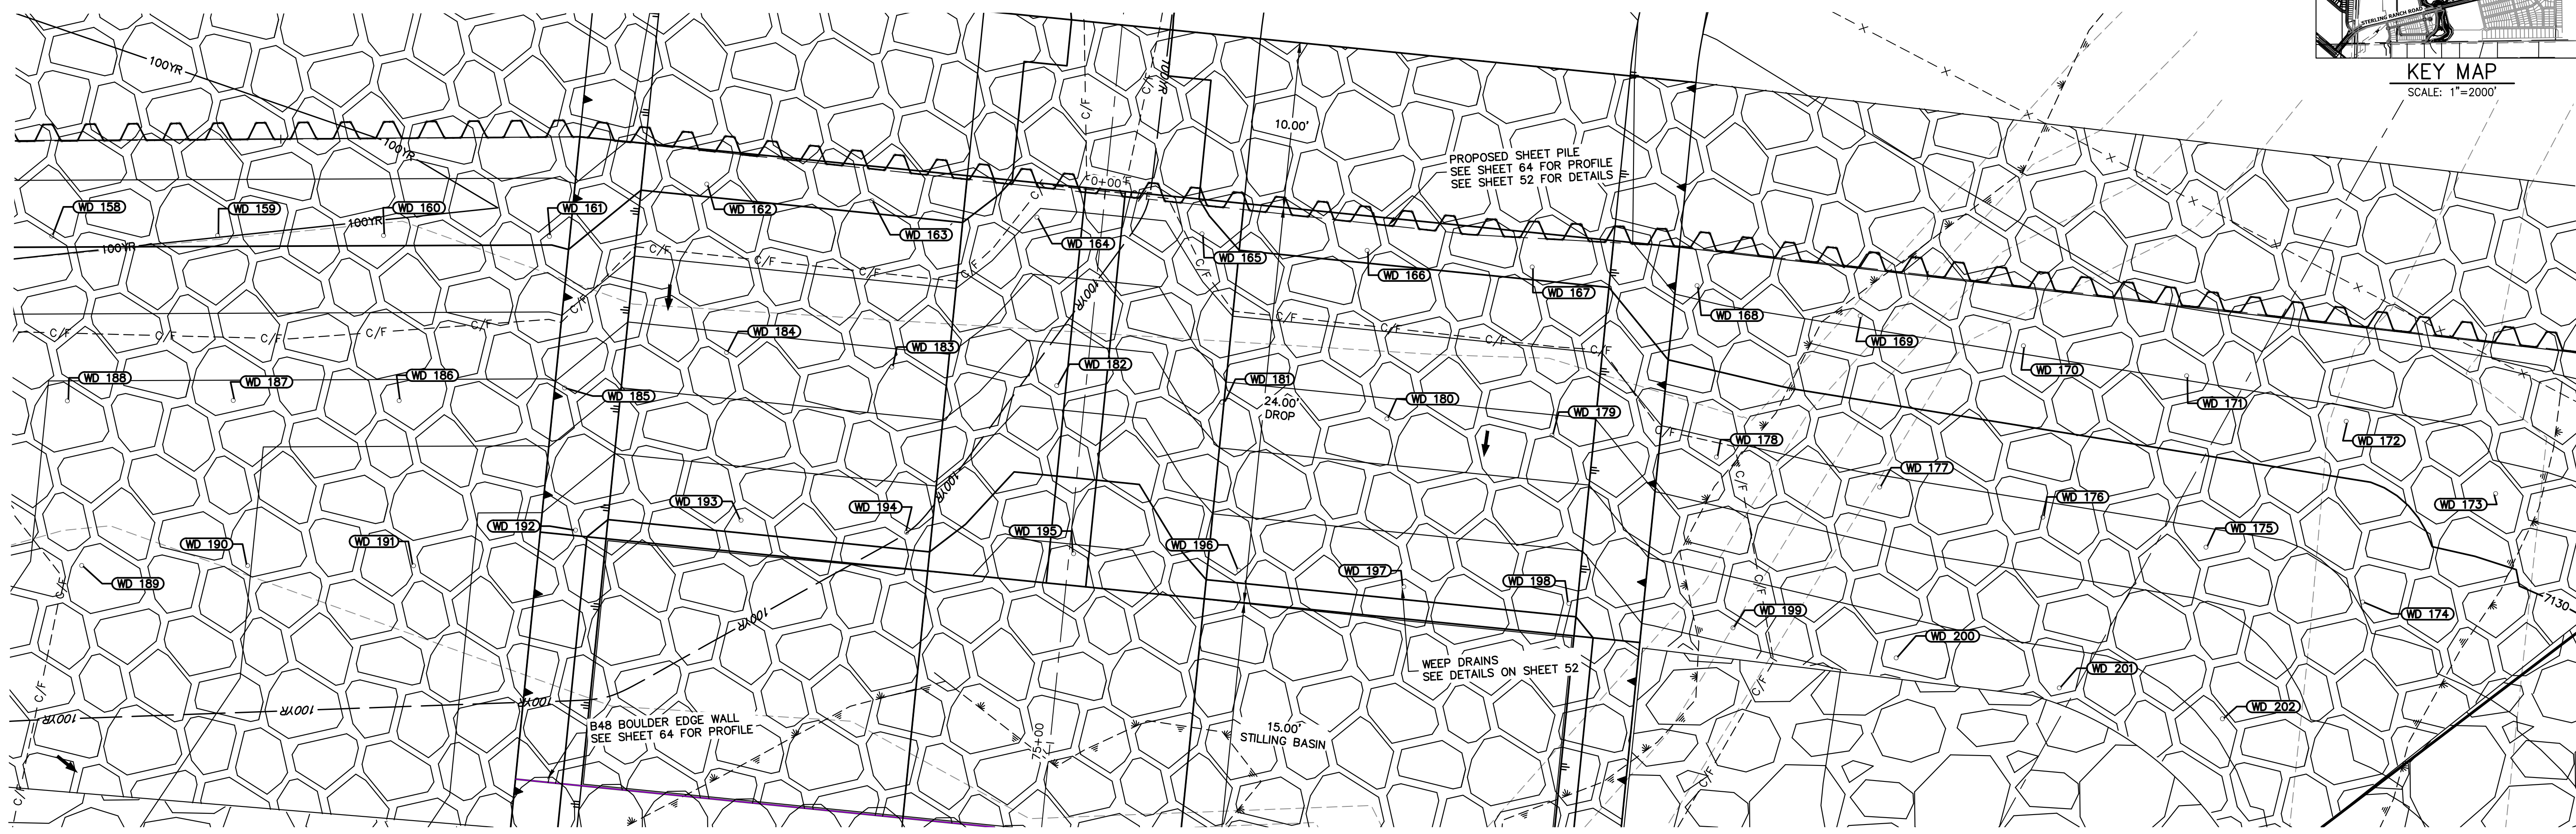 STERLING RANCH ROAD
KEY MAP
SCALE: 1"=2000'
100YR
100YR
100YR
100YR
100YR
C/F
C/F
10.00'
PROPOSED SHEET PILE
SEE SHEET 64 FOR PROFILE
SEE SHEET 52 FOR DETAILS
0+00
WD 158
WD 159
WD 160
WD 161
WD 162
WD 163
WD 164
WD 165
WD 166
WD 167
WD 168
WD 169
WD 170
WD 171
WD 172
WD 173
C/F
C/F
C/F
C/F
C/F
C/F
C/F
100YR
C/F
C/F
C/F
C/F
C/F
C/F
C/F
C/F
C/F
C/F
WD 188
WD 187
WD 186
WD 185
WD 184
WD 183
WD 182
WD 181
24.00'
DROP
WD 180
WD 179
WD 178
WD 177
WD 176
WD 175
WD 174
7130
C/F
C/F
100YR
WD 189
WD 190
WD 191
WD 192
WD 193
WD 194
WD 195
WD 196
WD 197
WD 198
WD 199
WD 200
WD 201
WD 202
C/F
C/F
C/F
C/F
C/F
100YR
100YR
100YR
100YR
WEEP DRAINS
SEE DETAILS ON SHEET 52
B48 BOULDER EDGE WALL
SEE SHEET 64 FOR PROFILE
75+00
15.00'
STILLING BASIN
C/F